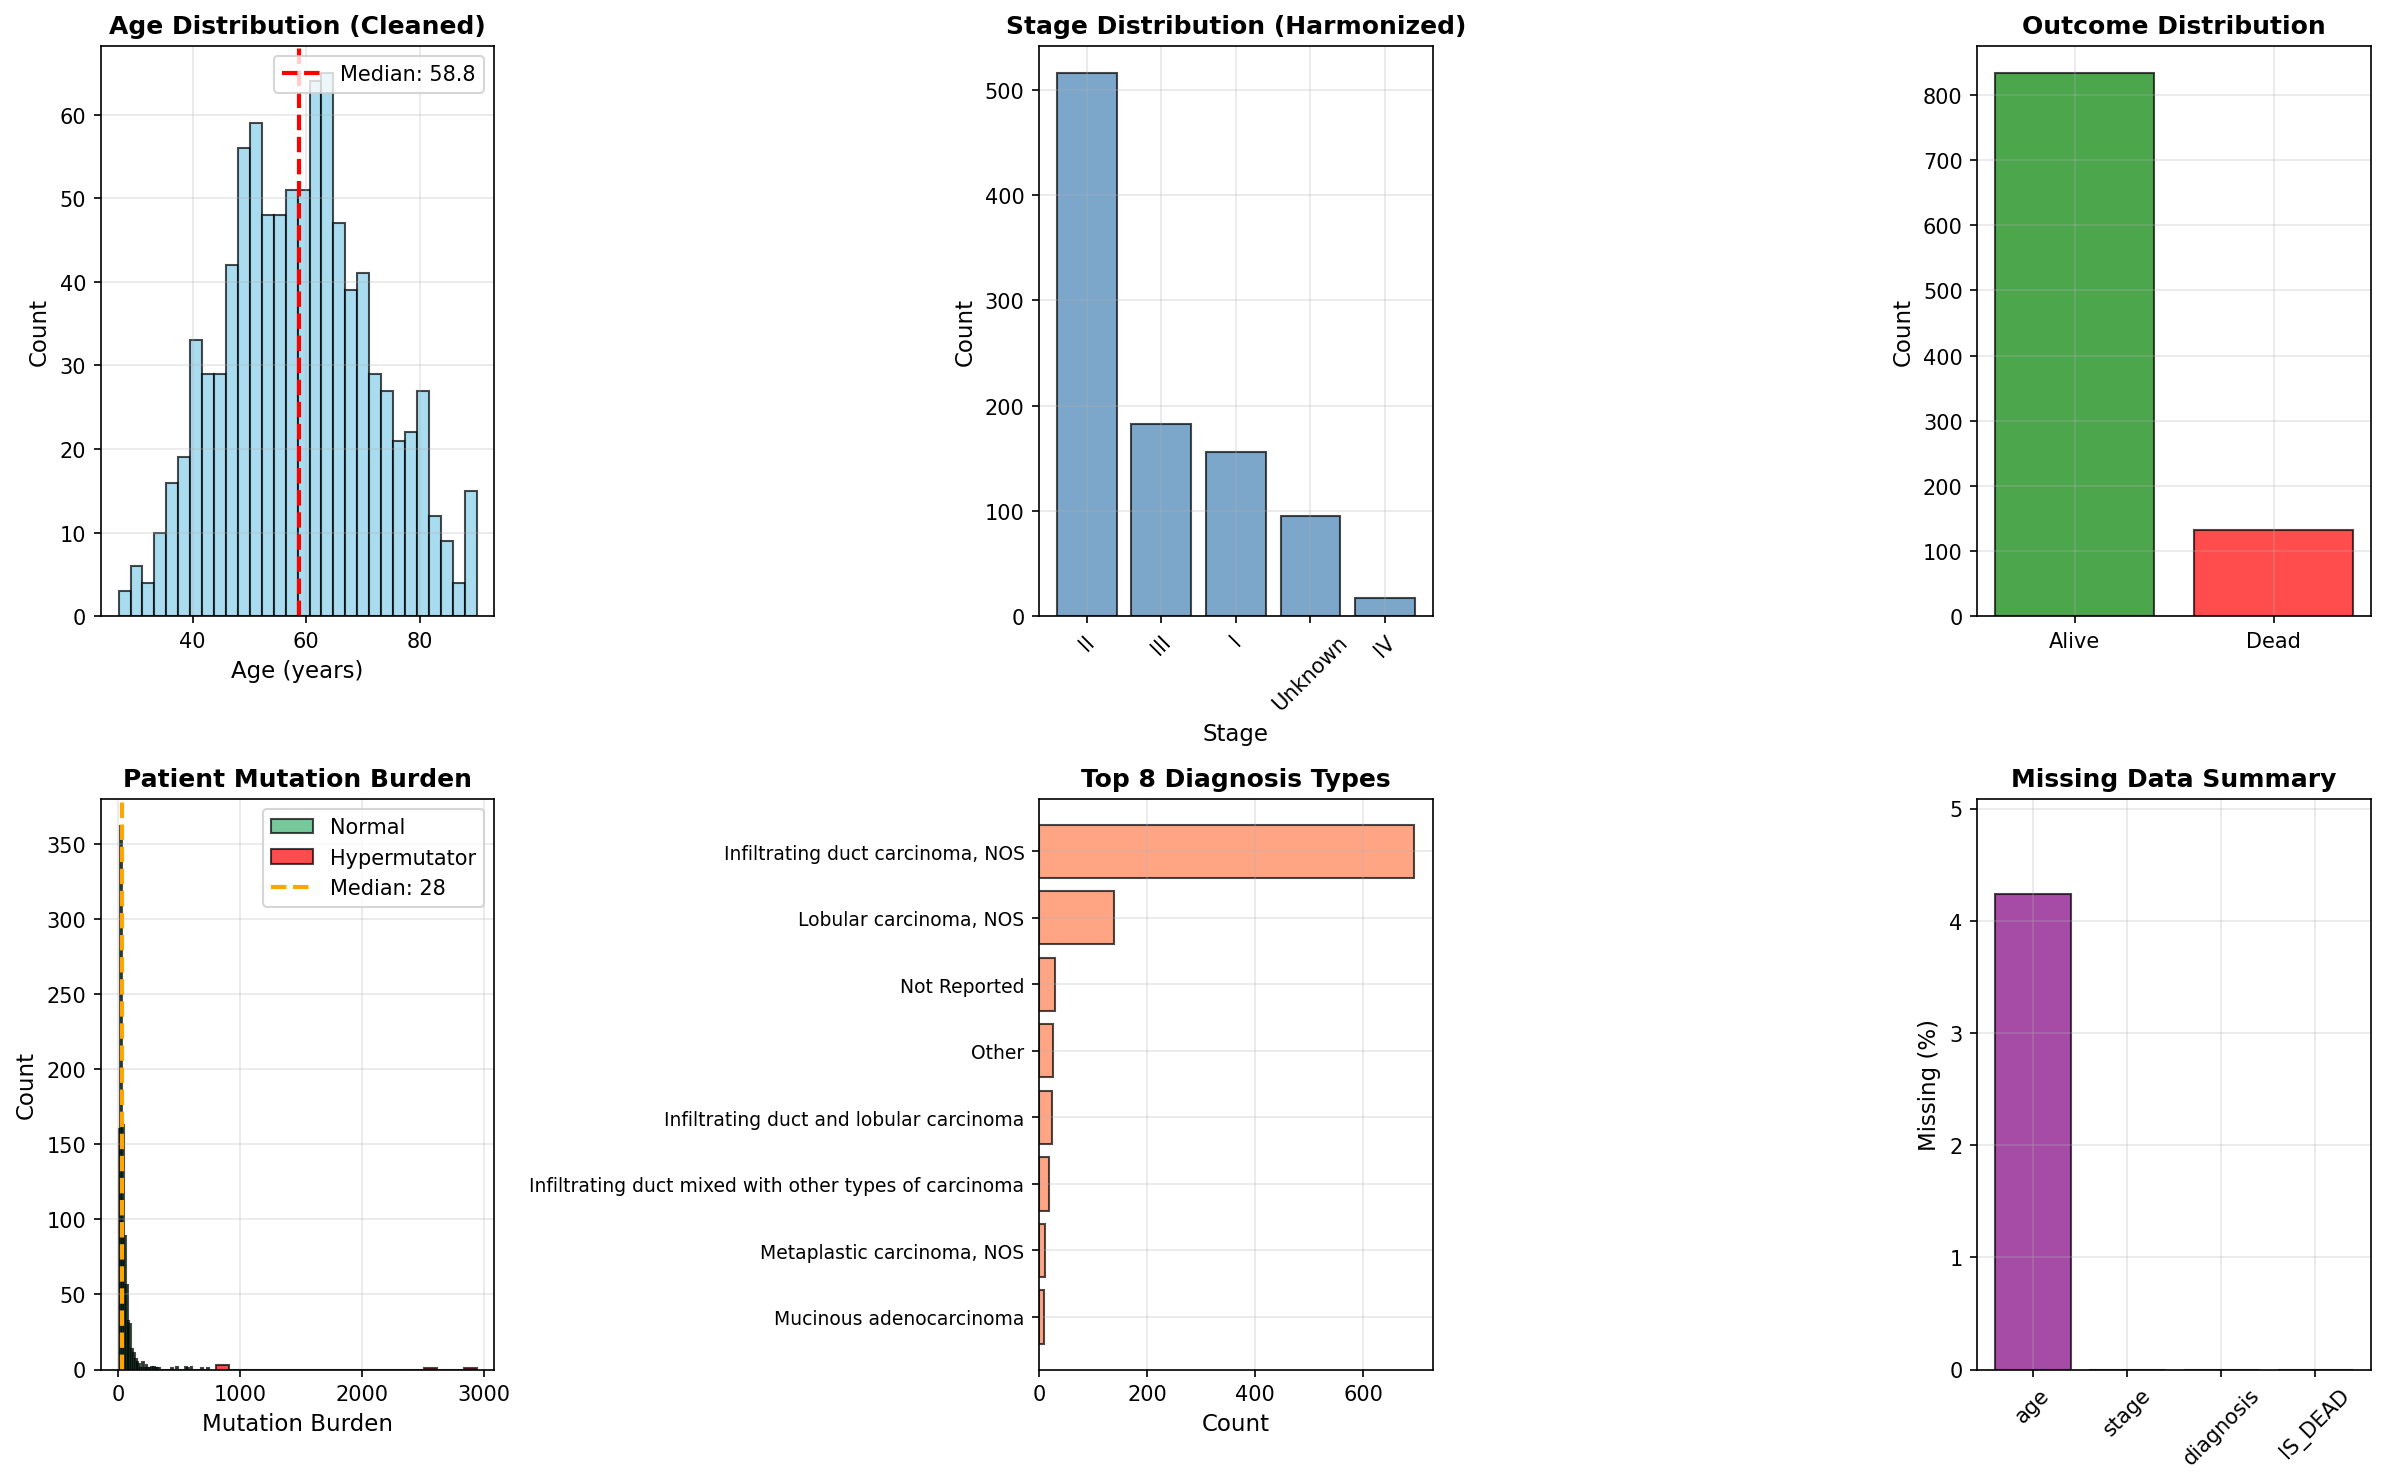 Age Distribution (Cleaned)
Median: 58.8
60
50
40
30
20
10
0
Count
40 60 80
Age (years)
Stage Distribution (Harmonized)
500
400
300
200
100
0
Count
II III I Unknown IV
Stage
Outcome Distribution
800
700
600
500
400
300
200
100
0
Count
Alive Dead
Patient Mutation Burden
Normal
Hypermutator
Median: 28
350
300
250
200
150
100
50
0
Count
0 1000 2000 3000
Mutation Burden
Top 8 Diagnosis Types
Infiltrating duct carcinoma, NOS
Lobular carcinoma, NOS
Not Reported
Other
Infiltrating duct and lobular carcinoma
Infiltrating duct mixed with other types of carcinoma
Metaplastic carcinoma, NOS
Mucinous adenocarcinoma
0 200 400 600
Count
Missing Data Summary
5
4
3
2
1
0
Missing (%)
age stage diagnosis IS_DEAD